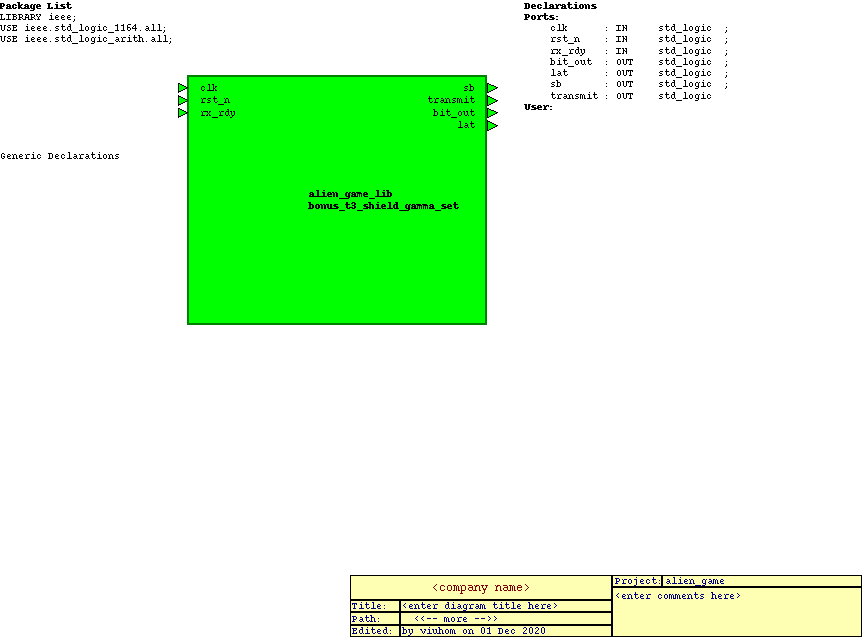 Package List
LIBRARY ieee;
USE ieee.std_logic_1164.all;
USE ieee.std_logic_arith.all;
Declarations
Ports:
clk : IN std_logic ;
rst_n : IN std_logic ;
rx_rdy : IN std_logic ;
bit_out : OUT std_logic ;
lat : OUT std_logic ;
sb : OUT std_logic ;
transmit : OUT std_logic
User:
clk sb
rst_n transmit
rx_rdy bit_out
lat
Generic Declarations
alien_game_lib
bonus_t3_shield_gamma_set
<company name>
Title: <enter diagram title here>
Path: <<-- more -->>
Edited: by viuhom on 01 Dec 2020
Project: alien_game
<enter comments here>